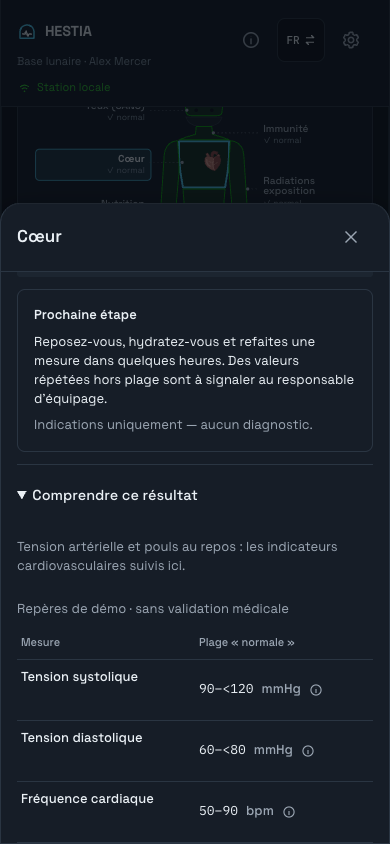 HESTIA
FR
Base lunaire · Alex Mercer
Station locale
✓ normal
Immunité
✓ normal
Cœur
✓ normal
Radiations
exposition
Cœur
Prochaine étape
Reposez-vous, hydratez-vous et refaites une
mesure dans quelques heures. Des valeurs
répétées hors plage sont à signaler au responsable
d'équipage.
Indications uniquement — aucun diagnostic.
Comprendre ce résultat
Tension artérielle et pouls au repos : les indicateurs
cardiovasculaires suivis ici.
Repères de démo · sans validation médicale
Mesure Plage « normale »
Tension systolique
90–<120 mmHg
Tension diastolique
60–<80 mmHg
Fréquence cardiaque
50–90 bpm